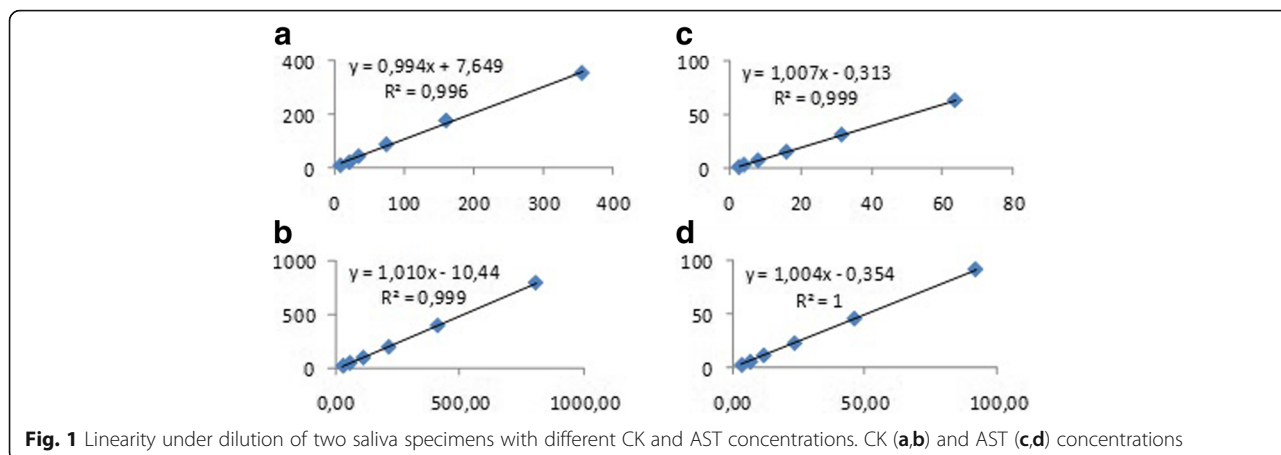 a
y = 0,994x + 7,649
R² = 0,996
400
200
0
0 100 200 300 400
c
y = 1,007x - 0,313
R² = 0,999
100
50
0
0 20 40 60 80
b
y = 1,010x - 10,44
R² = 0,999
1000
500
0
0,00 500,00 1000,00
d
y = 1,004x - 0,354
R² = 1
100
50
0
0,00 50,00 100,00
Fig. 1 Linearity under dilution of two saliva specimens with different CK and AST concentrations. CK (a,b) and AST (c,d) concentrations